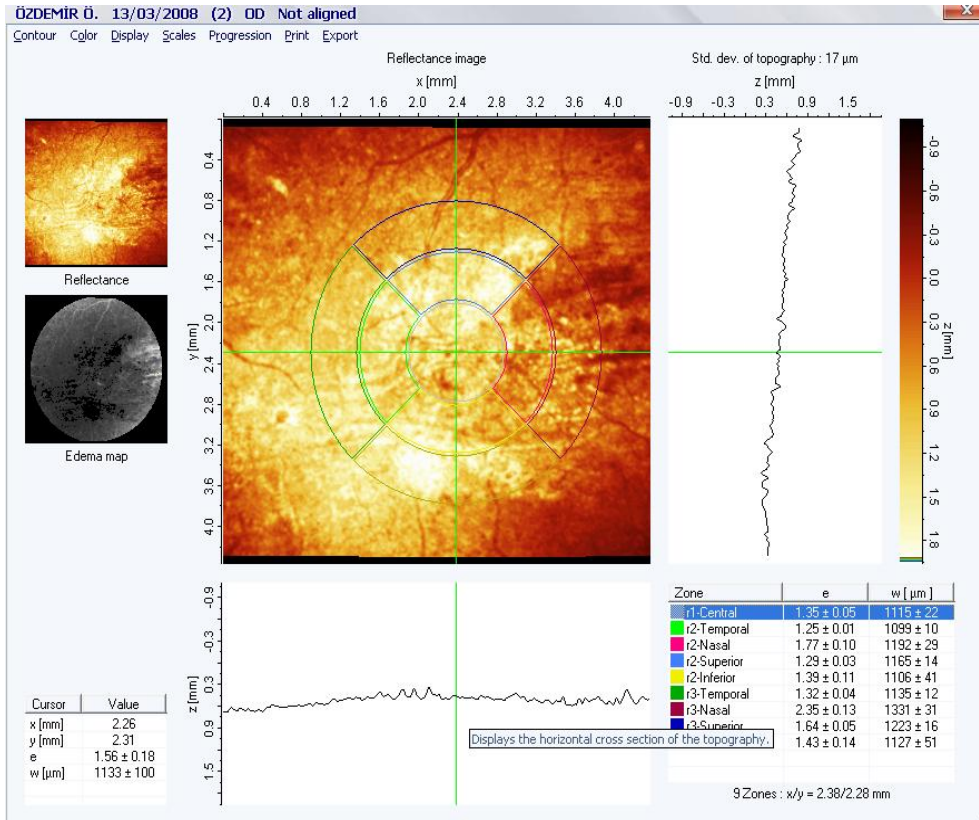 ÖZDEMİR Ö. 13/03/2008 (2) OD Not aligned
Contour Color Display Scales Progression Print Export
Reflectance image
x [mm]
0.4 0.8 1.2 1.6 2.0 2.4 2.8 3.2 3.6 4.0
Std. dev. of topography : 17 µm
z [mm]
-0.9 -0.3 0.3 0.9 1.5
Reflectance
Edema map
y [mm]
0.4
0.8
1.2
1.6
2.0
2.4
2.8
3.2
3.6
4.0
z [mm]
-0.9
-0.6
-0.3
0.0
0.3
0.6
0.9
1.2
1.5
1.8
z [mm]
-0.9
-0.3
0.3
0.9
1.5
Cursor Value
x [mm] 2.26
y [mm] 2.31
e 1.56 ± 0.18
w [µm] 1133 ± 100
Zone e w [ µm ]
r1-Central 1.35 ± 0.05 1115 ± 22
r2-Temporal 1.25 ± 0.01 1099 ± 10
r2-Nasal 1.77 ± 0.10 1192 ± 29
r2-Superior 1.29 ± 0.03 1165 ± 14
r2-Inferior 1.39 ± 0.11 1106 ± 41
r3-Temporal 1.32 ± 0.04 1135 ± 12
r3-Nasal 2.35 ± 0.13 1331 ± 31
r3-Superior 1.64 ± 0.05 1223 ± 16
1.43 ± 0.14 1127 ± 51
Displays the horizontal cross section of the topography.
9 Zones : x/y = 2.38/2.28 mm